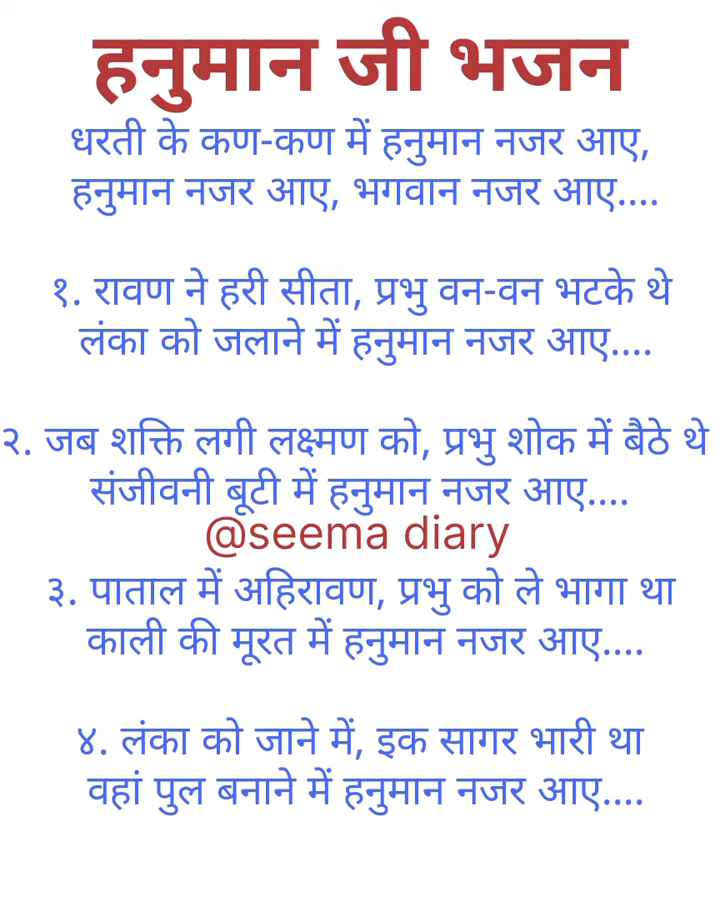 हनुमान जी भजन
धरती के कण-कण में हनुमान नजर आए,
हनुमान नजर आए, भगवान नजर आए....
१. रावण ने हरी सीता, प्रभु वन-वन भटके थे
लंका को जलाने में हनुमान नजर आए....
२. जब शक्ति लगी लक्ष्मण को, प्रभु शोक में बैठे थे
संजीवनी बूटी में हनुमान नजर आए....
@seema diary
३. पाताल में अहिरावण, प्रभु को ले भागा था
काली की मूरत में हनुमान नजर आए....
४. लंका को जाने में, इक सागर भारी था
वहां पुल बनाने में हनुमान नजर आए....